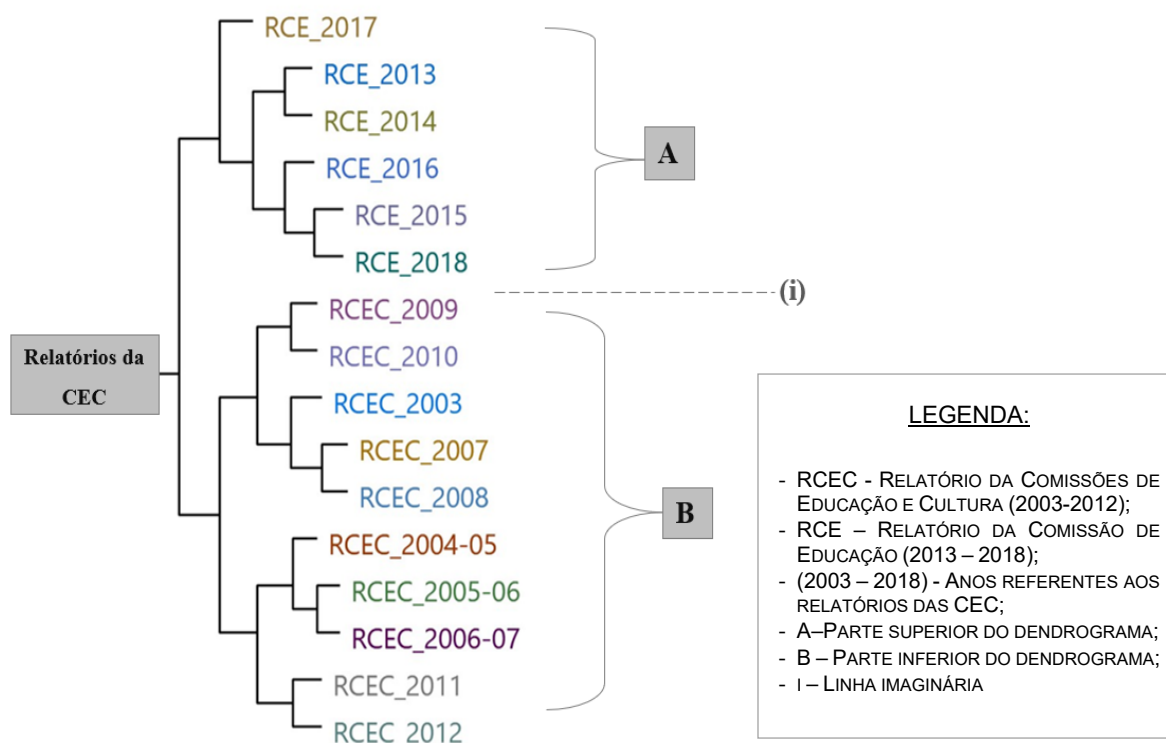 RCE_2017
RCE_2013
RCE_2014
A
RCE_2016
RCE_2015
RCE_2018
(i)
RCEC_2009
Relatórios da
CEC
RCEC_2010
RCEC_2003
RCEC_2007
RCEC_2008
B
RCEC_2004-05
RCEC_2005-06
RCEC_2006-07
RCEC_2011
RCEC_2012
LEGENDA:
- RCEC - RELATÓRIO DA COMISSÕES DE
EDUCAÇÃO E CULTURA (2003-2012);
- RCE – RELATÓRIO DA COMISSÃO DE
EDUCAÇÃO (2013 – 2018);
- (2003 – 2018) - ANOS REFERENTES AOS
RELATÓRIOS DAS CEC;
- A–PARTE SUPERIOR DO DENDROGRAMA;
- B – PARTE INFERIOR DO DENDROGRAMA;
- I – LINHA IMAGINÁRIA